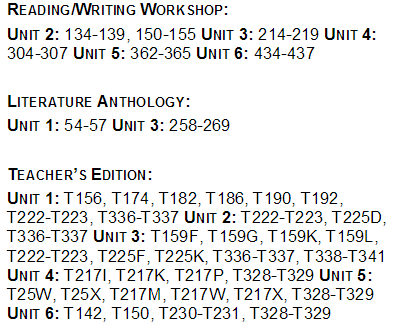 READING/WRITING WORKSHOP:
UNIT 2: 134-139, 150-155 UNIT 3: 214-219 UNIT 4:
304-307 UNIT 5: 362-365 UNIT 6: 434-437
LITERATURE ANTHOLOGY:
UNIT 1: 54-57 UNIT 3: 258-269
TEACHER'S EDITION:
UNIT 1: T156, T174, T182, T186, T190, T192,
T222-T223, T336-T337 UNIT 2: T222-T223, T225D,
T336-T337 UNIT 3: T159F, T159G, T159K, T159L,
T222-T223, T225F, T225K, T336-T337, T338-T341
UNIT 4: T217I, T217K, T217P, T328-T329 UNIT 5:
T25W, T25X, T217M, T217W, T217X, T328-T329
UNIT 6: T142, T150, T230-T231, T328-T329